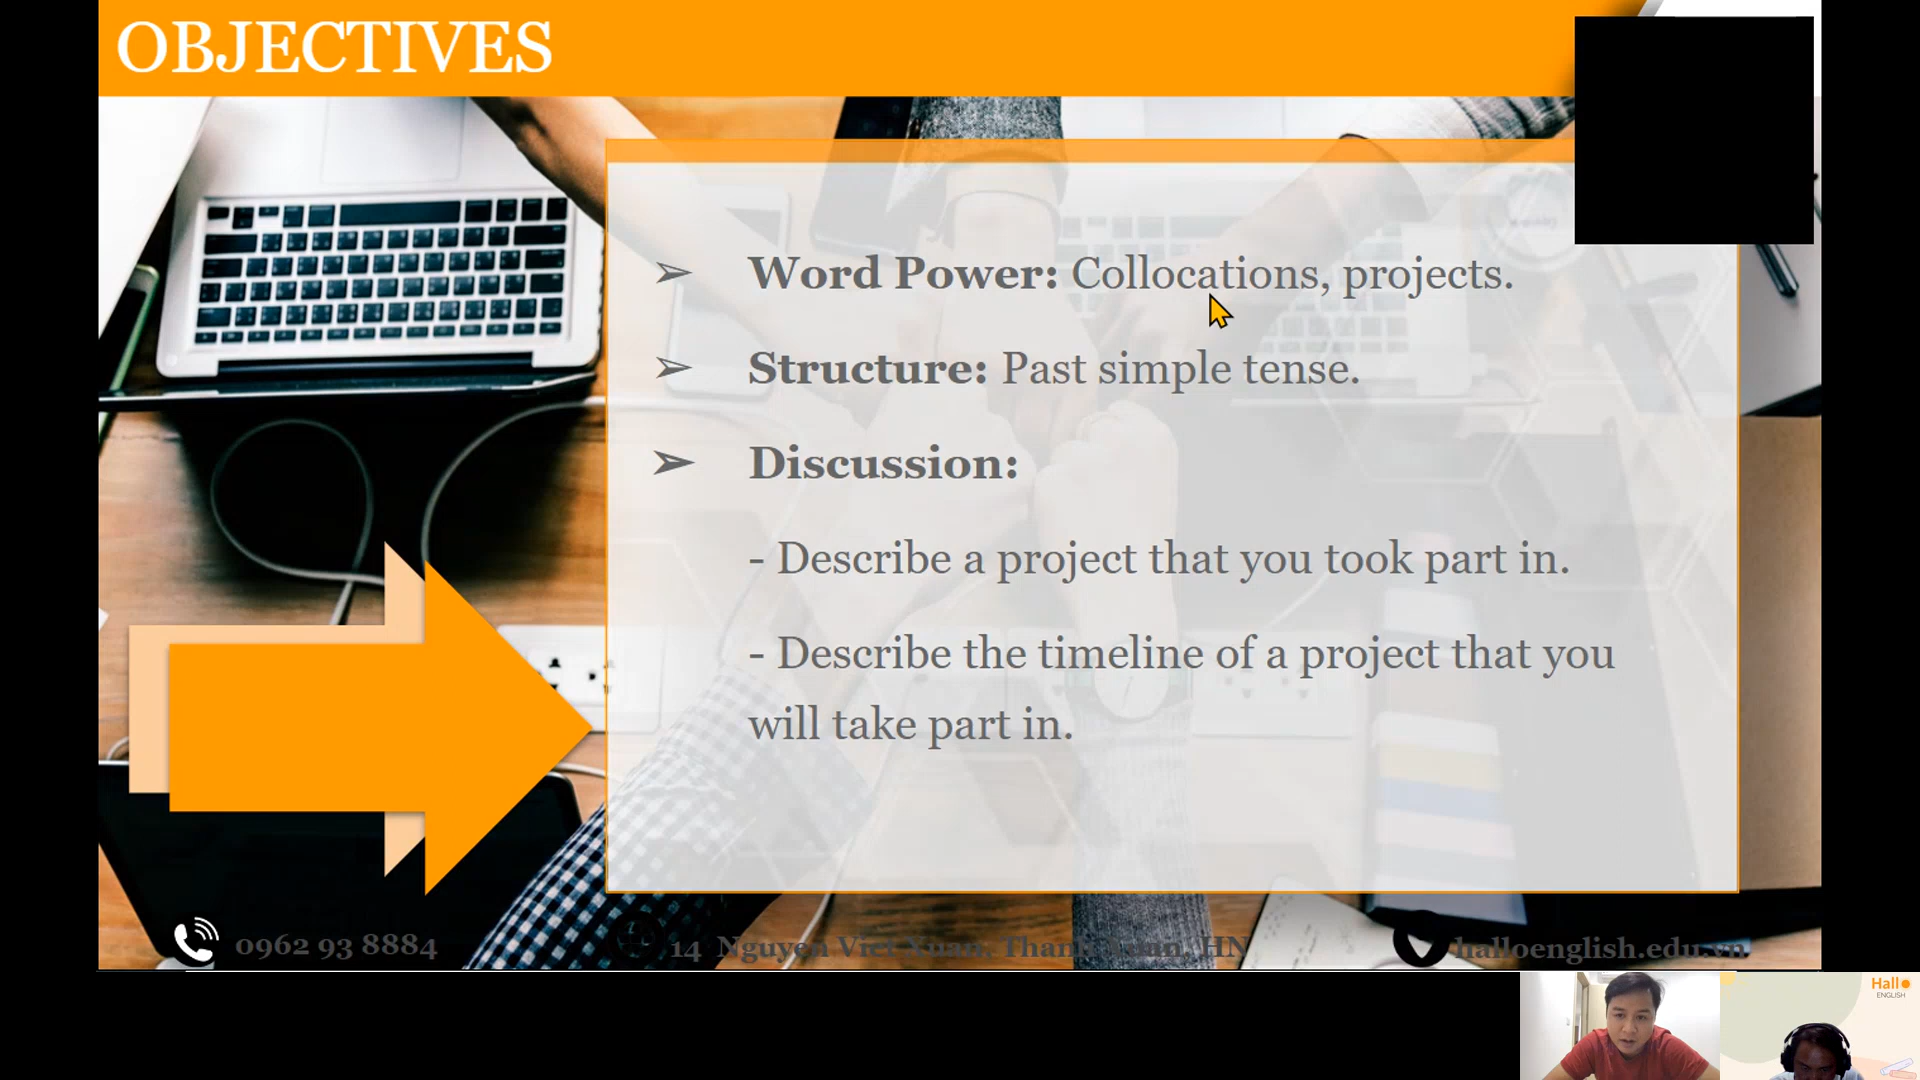 OBJECTIVES
➢ Word Power: Collocations, projects.
➢ Structure: Past simple tense.
➢ Discussion:
- Describe a project that you took part in.
- Describe the timeline of a project that you
will take part in.
0962 93 8884
14 Nguyen Viet Xuan, Thanh Xuan, HN
halloenglish.edu.vn
Hallo
ENGLISH